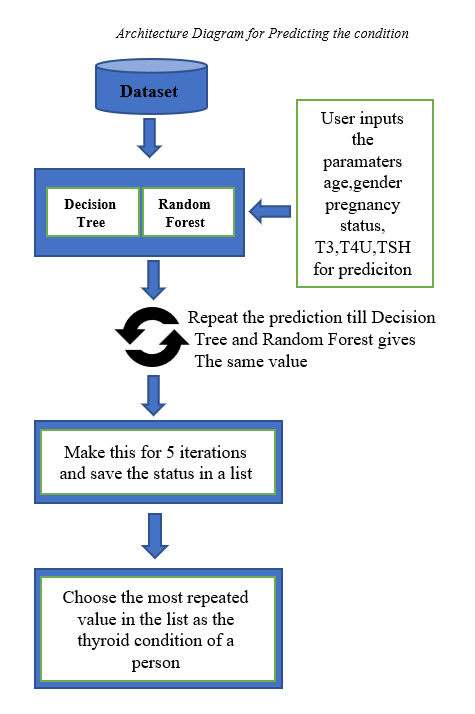 Architecture Diagram for Predicting the condition
Dataset
User inputs
the
paramaters
age,gender
pregnancy
status,
T3,T4U,TSH
for prediciton
Decision
Tree
Random
Forest
Repeat the prediction till Decision
Tree and Random Forest gives
The same value
Make this for 5 iterations
and save the status in a list
Choose the most repeated
value in the list as the
thyroid condition of a
person